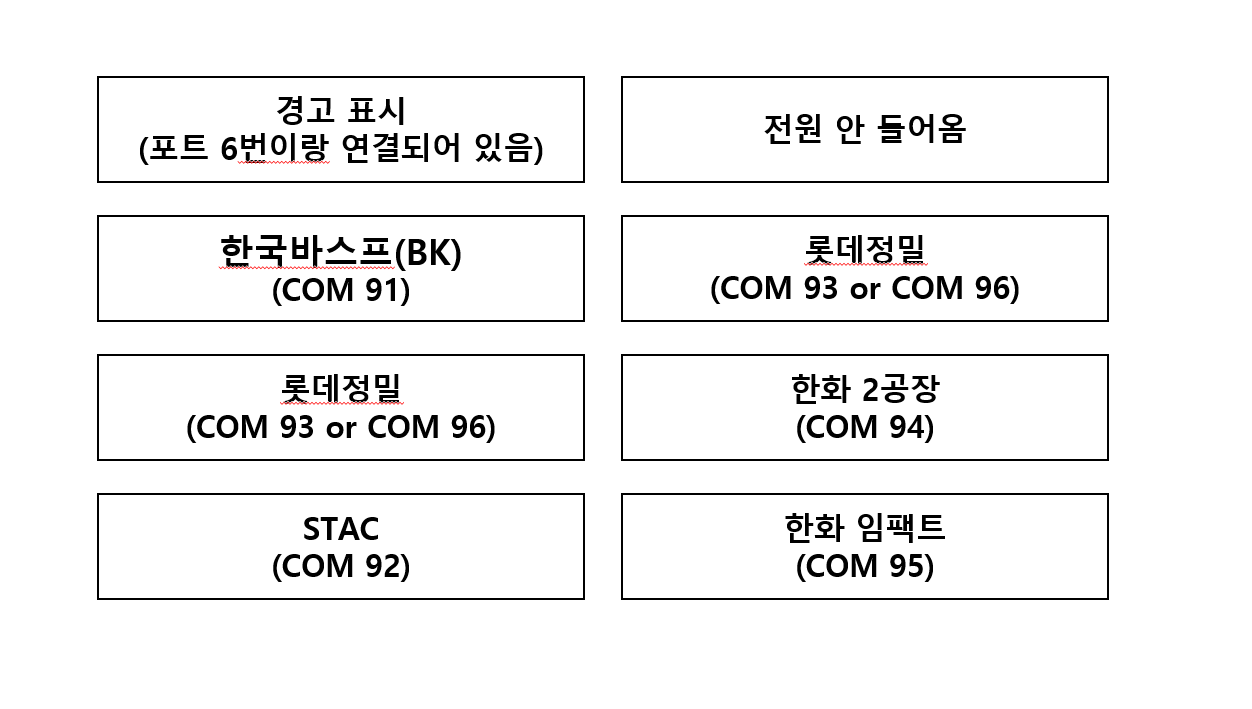 경고 표시
(포트 6번이랑 연결되어 있음)
전원 안 들어옴
한국바스프(BK)
(COM 91)
롯데정밀
(COM 93 or COM 96)
롯데정밀
(COM 93 or COM 96)
한화 2공장
(COM 94)
STAC
(COM 92)
한화 임팩트
(COM 95)